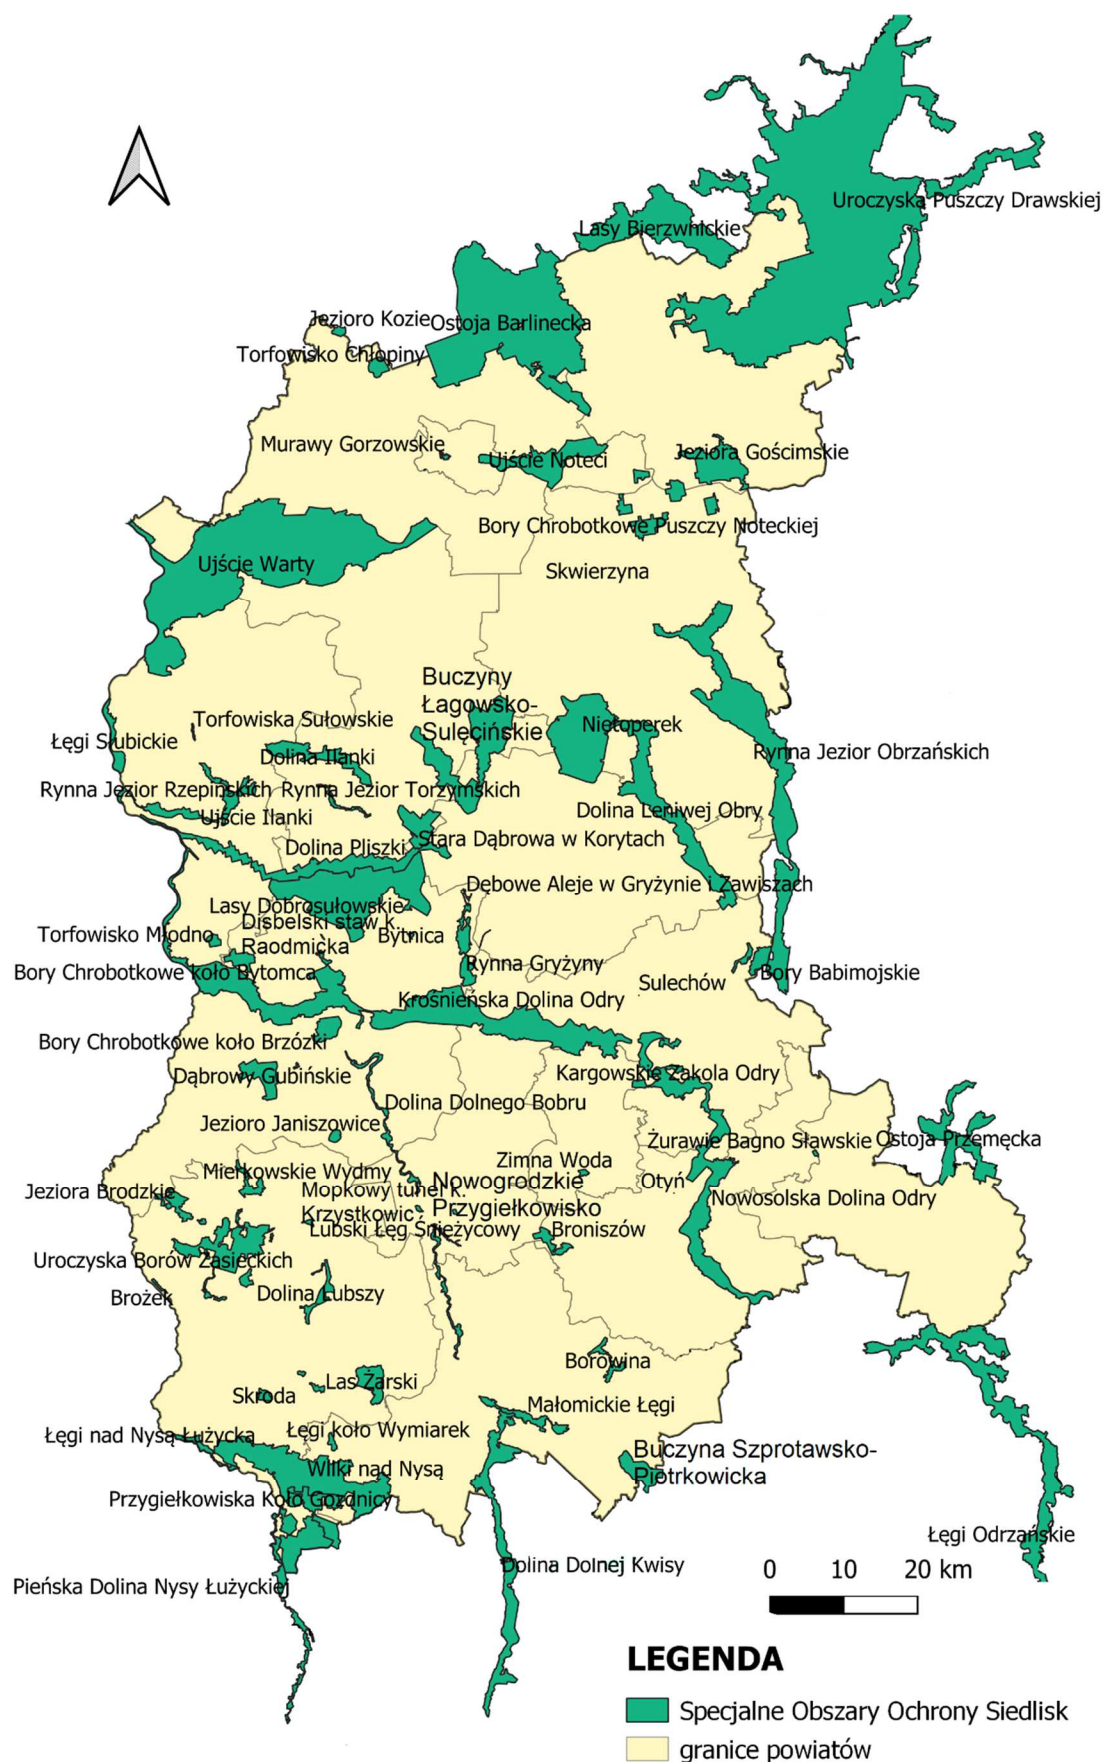 Uroczyska Puszczy Drawskiej
Lasy Bierzwnickie
Jezioro Kozie
Ostoja Barlinecka
Torfowisko Chłopiny
Murawy Gorzowskie
Ujście Noteci
Jeziora Gościmskie
Bory Chrobotkowe Puszczy Noteckiej
Ujście Warty
Skwierzyna
Buczyny
Łagowsko-
Sulęcińskie
Torfowiska Sułowskie
Nietoperek
Łęgi Słubickie
Dolina Ilanki
Rynna Jezior Obrzańskich
Rynna Jezior Rzepińskich
Rynna Jezior Torzymskich
Ujście Ilanki
Dolina Leniwej Obry
Dolina Pliszki
Stara Dąbrowa w Korytach
Dębowe Aleje w Gryżynie i Zawiszach
Lasy Dobrosułowskie
Disbelski staw k.
Raodmicka
Torfowisko Młodno
Bytnica
Bory Chrobotkowe koło Bytomca
Rynna Gryżyny
Bory Babimojskie
Sulechów
Krośnieńska Dolina Odry
Bory Chrobotkowe koło Brzózki
Dąbrowy Gubińskie
Kargowskie Zakola Odry
Dolina Dolnego Bobru
Jezioro Janiszowice
Żurawie Bagno Sławskie
Ostoja Przemęcka
Mierkowskie Wydmy
Zimna Woda
Jeziora Brodzkie
Mopkowy tunel k.
Krzystkowic
Nowogrodzkie
Przygiełkowisko
Otyń
Nowosolska Dolina Odry
Lubski Łęg Śnieżycowy
Broniszów
Uroczyska Borów Zasieckich
Brożek
Dolina Lubszy
Borowina
Skroda
Las Żarski
Małomickie Łęgi
Łęgi nad Nysą Łużycką
Łęgi koło Wymiarek
Buczyna Szprotawsko-
Piotrkowicka
Wilki nad Nysą
Przygiełkowiska Koło Gozdnicy
Łęgi Odrzańskie
Dolina Dolnej Kwisy
Pieńska Dolina Nysy Łużyckiej
0 10 20 km
LEGENDA
Specjalne Obszary Ochrony Siedlisk
granice powiatów